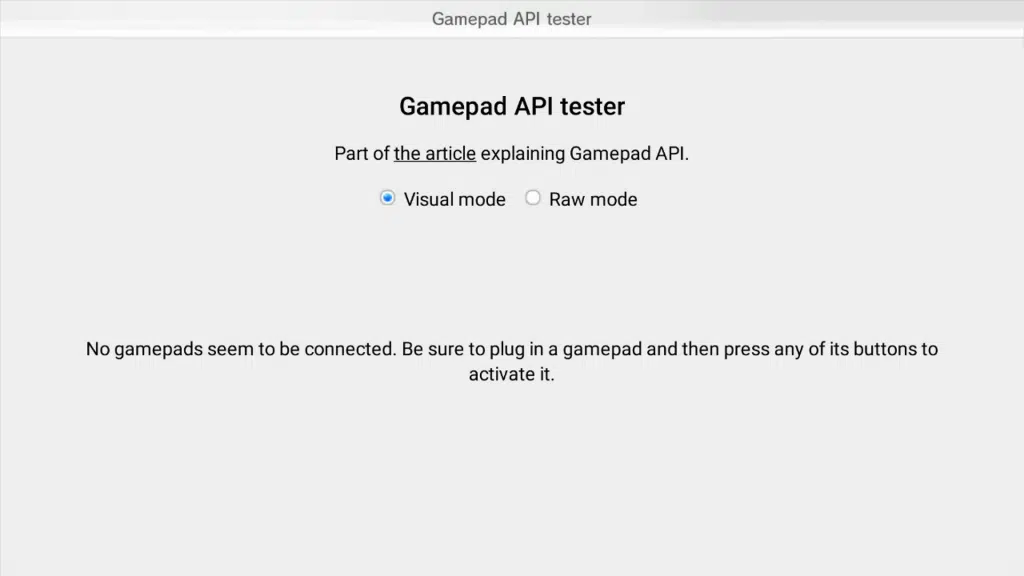 Gamepad API tester
Gamepad API tester
Part of the article explaining Gamepad API.
Visual mode Raw mode
No gamepads seem to be connected. Be sure to plug in a gamepad and then press any of its buttons to
activate it.